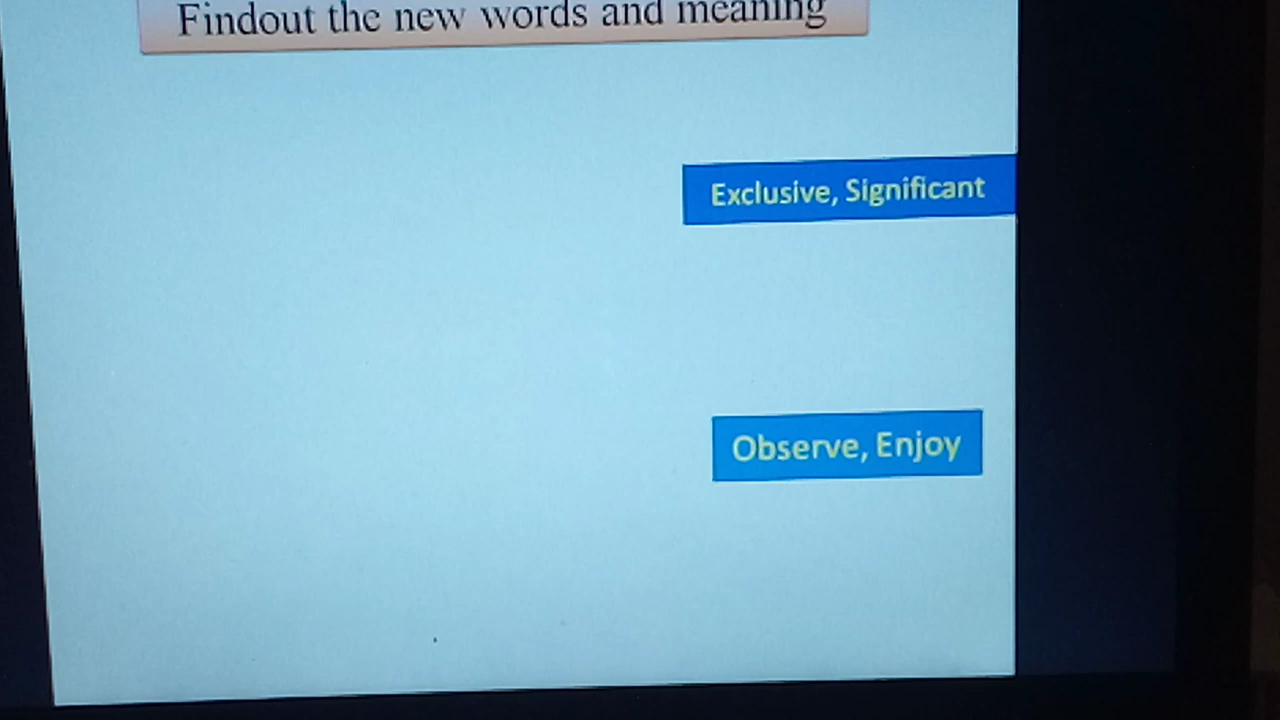 Findout the new words and meaning
Exclusive, Significant
Observe, Enjoy